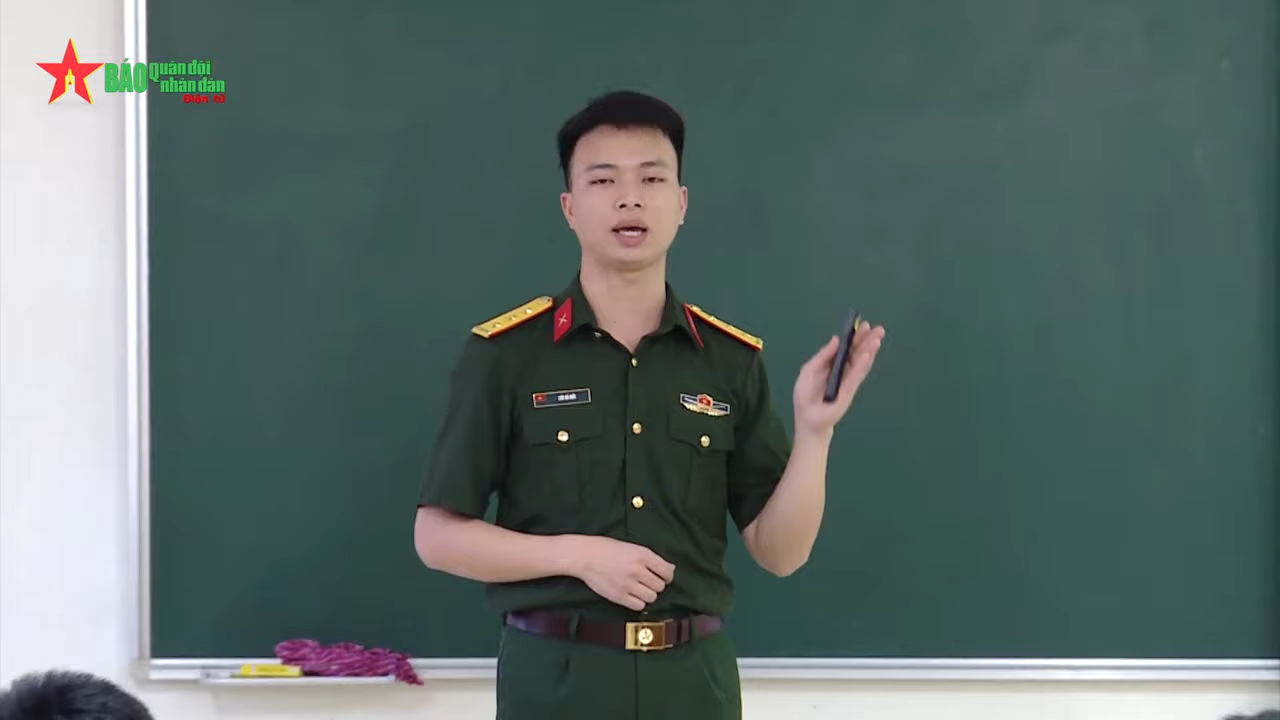 BÁO Quân đội
nhân dân
Điện tử